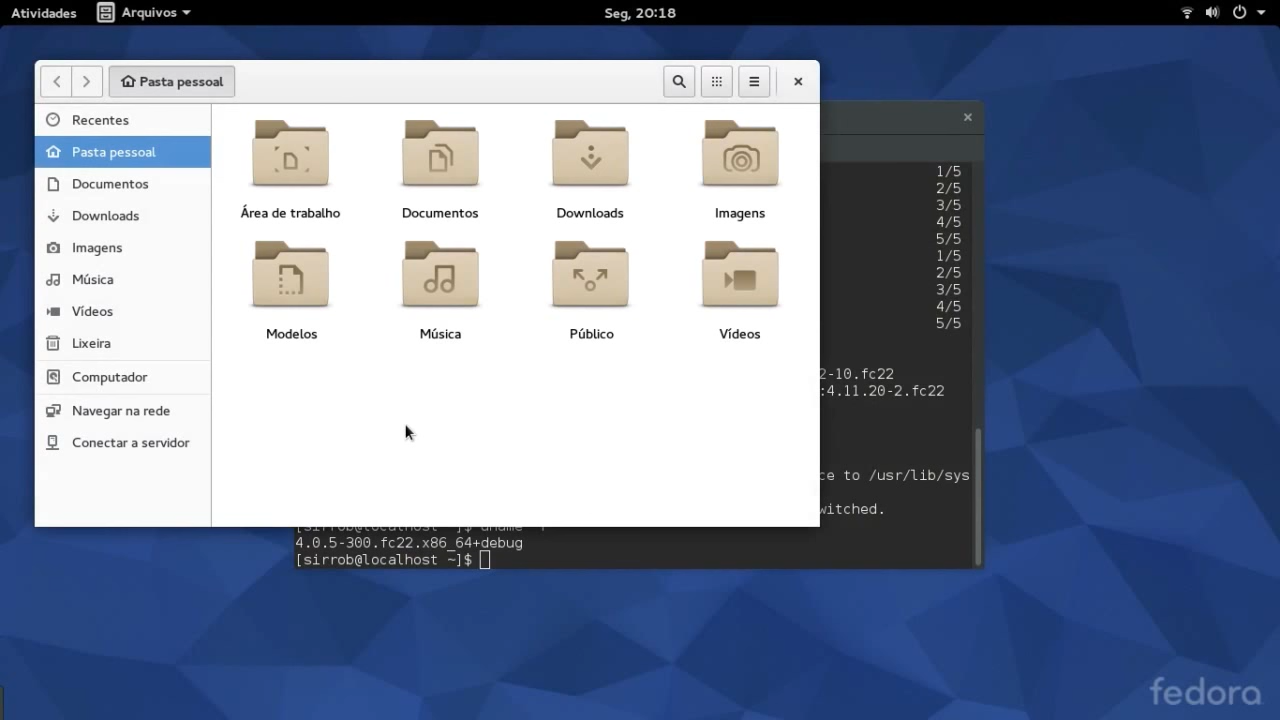 Atividades
Arquivos
Seg, 20:18
Pasta pessoal
Recentes
Pasta pessoal
Documentos
Downloads
Imagens
Música
Vídeos
Lixeira
Computador
Navegar na rede
Conectar a servidor
Área de trabalho
Documentos
Downloads
Imagens
Modelos
Música
Público
Vídeos
1/5
2/5
3/5
4/5
5/5
1/5
2/5
3/5
4/5
5/5
2-10.fc22
:4.11.20-2.fc22
ce to /usr/lib/sys
witched.
[sirrob@localhost ~]$ uname -r
4.0.5-300.fc22.x86_64+debug
[sirrob@localhost ~]$
fedora